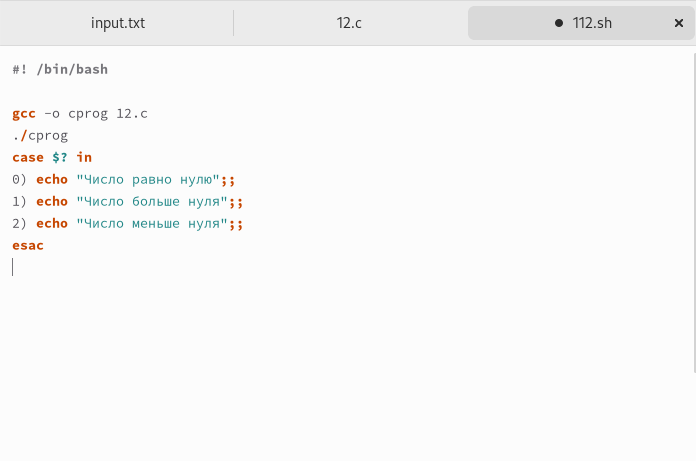 input.txt 12.c 112.sh
#! /bin/bash
gcc -o cprog 12.c
./cprog
case $? in
0) echo "Число равно нулю";;
1) echo "Число больше нуля";;
2) echo "Число меньше нуля";;
esac